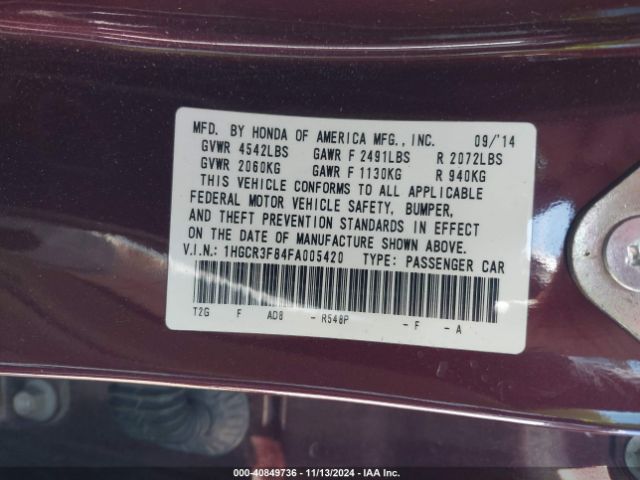 MFD. BY HONDA OF AMERICA MFG., INC. 09/'14
GVWR 4542LBS GAWR F 2491LBS R 2072LBS
GVWR 2060KG GAWR F 1130KG R 940KG
THIS VEHICLE CONFORMS TO ALL APPLICABLE
FEDERAL MOTOR VEHICLE SAFETY, BUMPER,
AND THEFT PREVENTION STANDARDS IN EFFECT
ON THE DATE OF MANUFACTURE SHOWN ABOVE.
V.I.N.: 1HGCR3F84FA005420 TYPE: PASSENGER CAR
T2G F AD8 - R548P - F - A
000-40849736 - 11/13/2024 - IAA Inc.